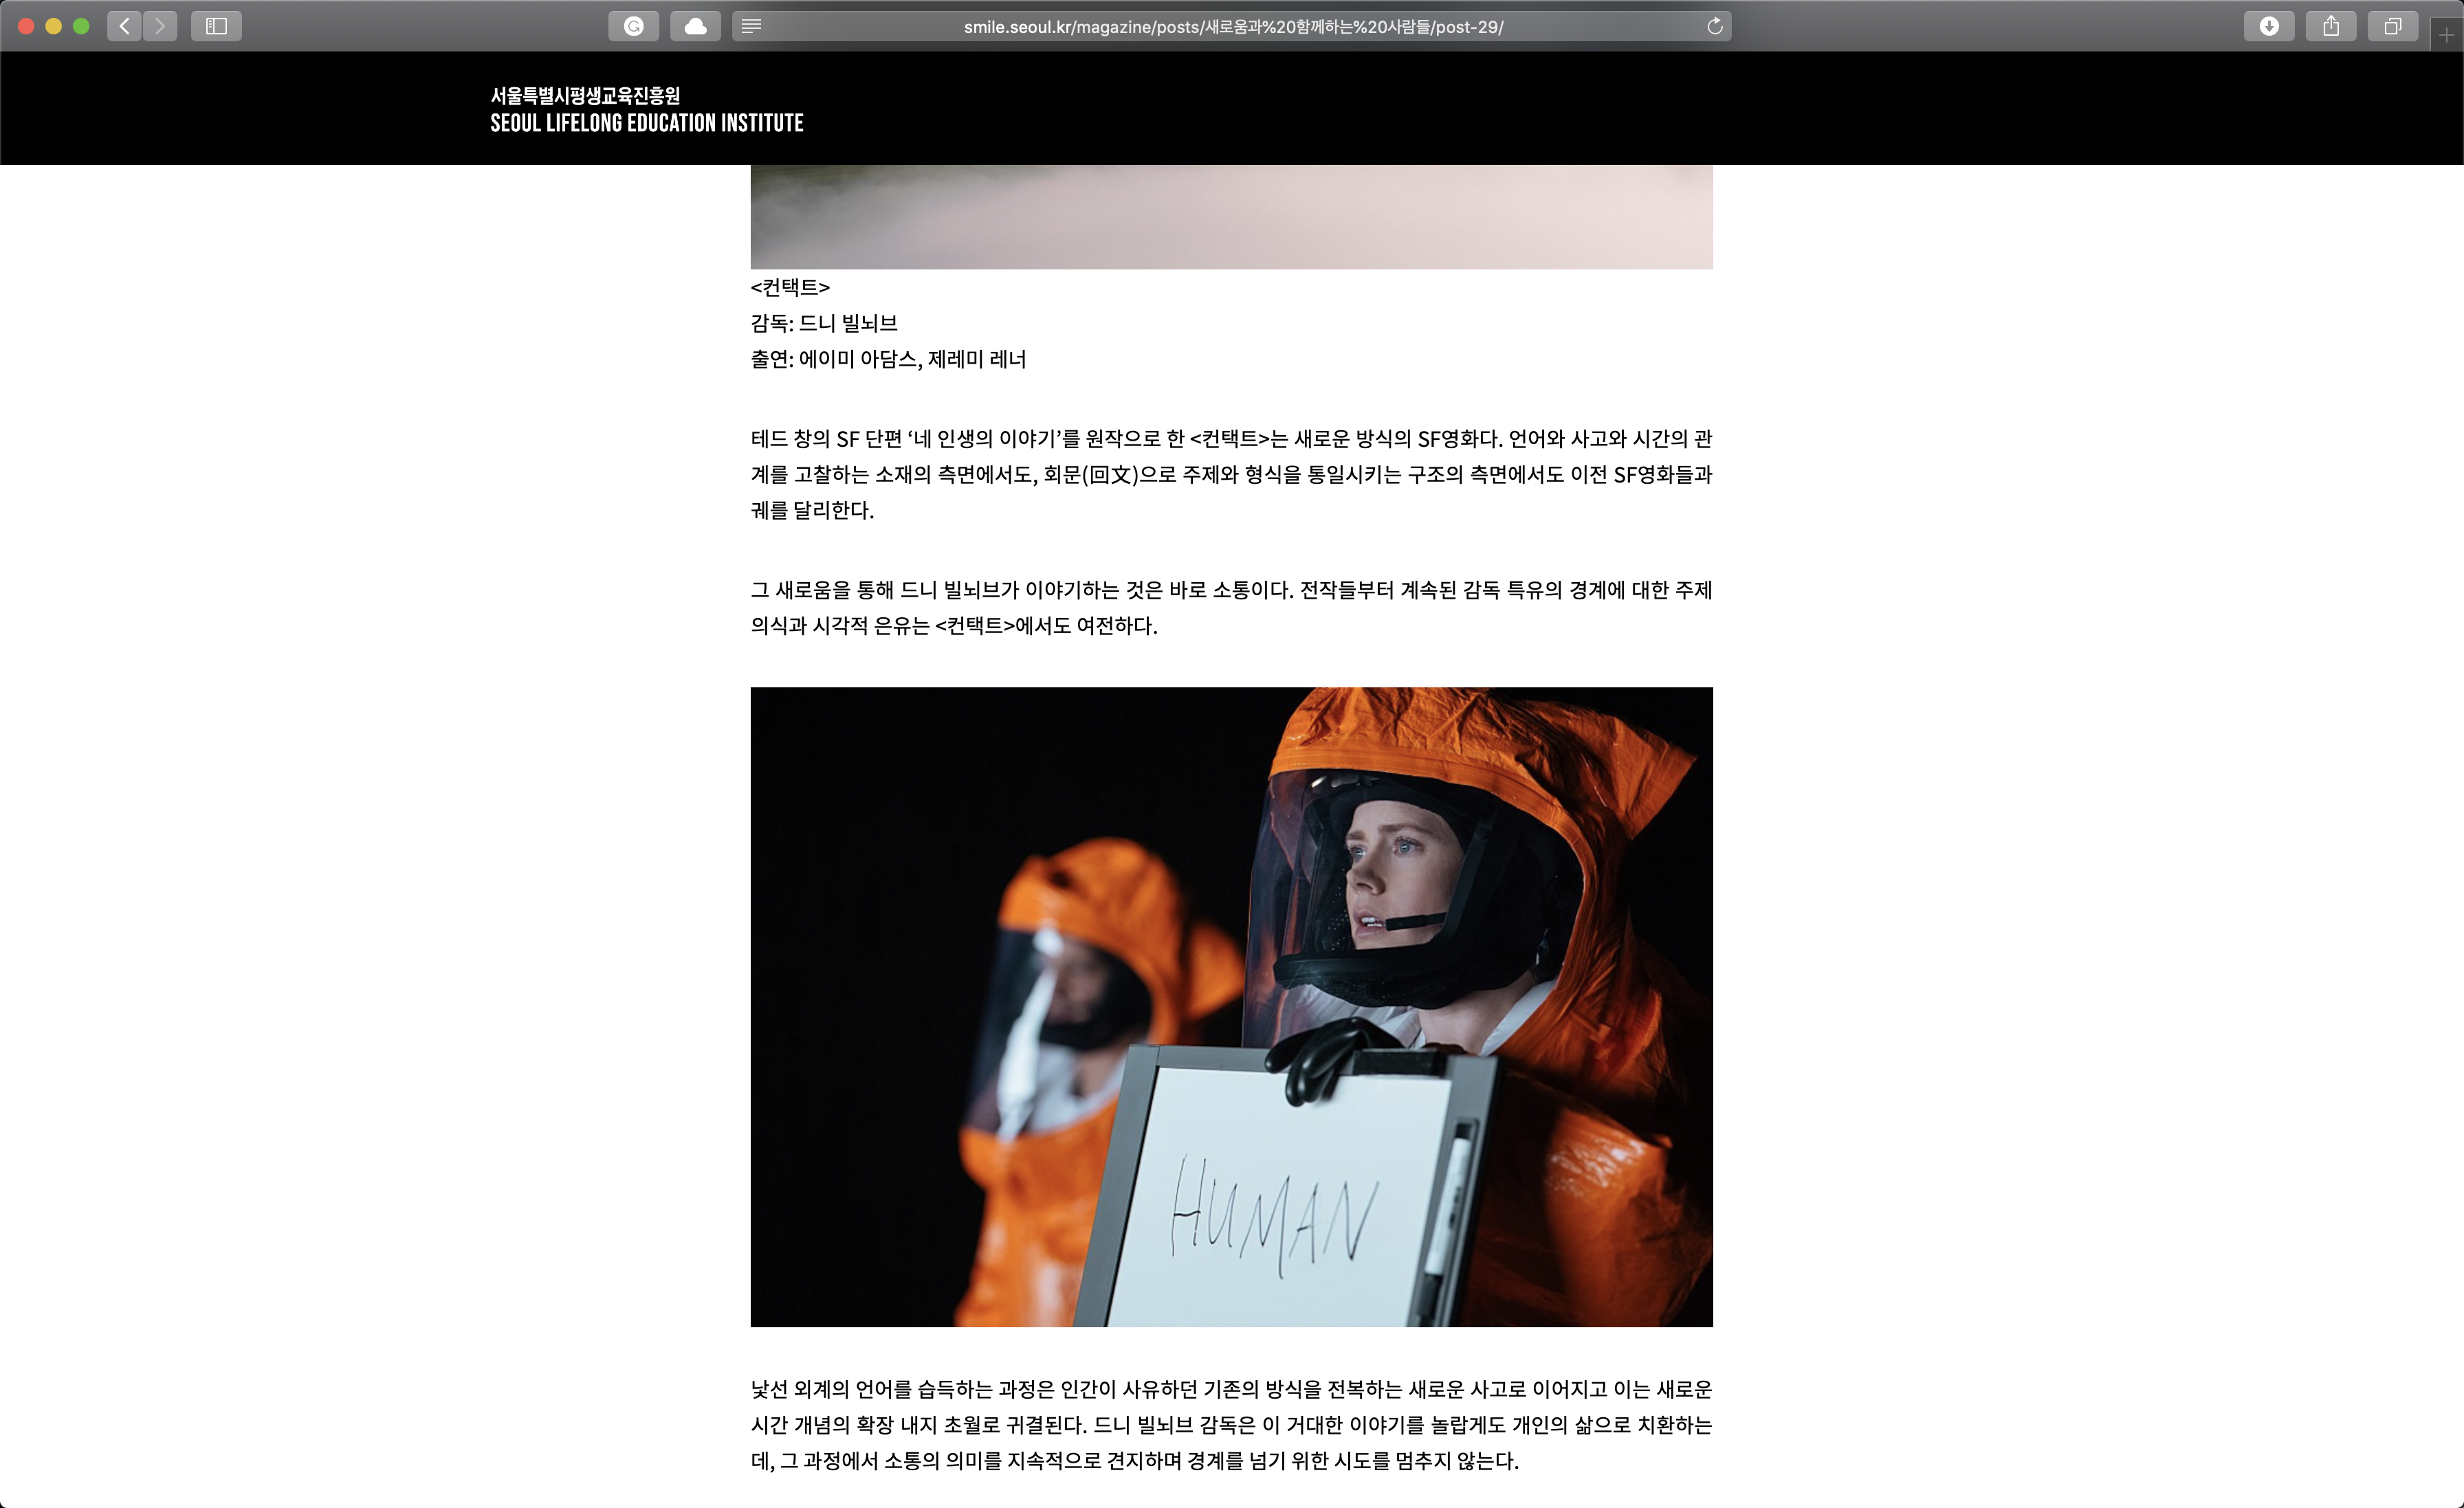 smile.seoul.kr/magazine/posts/새로움과%20함께하는%20사람들/post-29/
서울특별시평생교육진흥원
SEOUL LIFELONG EDUCATION INSTITUTE
<컨택트>
감독: 드니 빌뇌브
출연: 에이미 아담스, 제레미 레너
테드 창의 SF 단편 ‘네 인생의 이야기’를 원작으로 한 <컨택트>는 새로운 방식의 SF영화다. 언어와 사고와 시간의 관
계를 고찰하는 소재의 측면에서도, 회문(回文)으로 주제와 형식을 통일시키는 구조의 측면에서도 이전 SF영화들과
궤를 달리한다.
그 새로움을 통해 드니 빌뇌브가 이야기하는 것은 바로 소통이다. 전작들부터 계속된 감독 특유의 경계에 대한 주제
의식과 시각적 은유는 <컨택트>에서도 여전하다.
HUMAN
낯선 외계의 언어를 습득하는 과정은 인간이 사유하던 기존의 방식을 전복하는 새로운 사고로 이어지고 이는 새로운
시간 개념의 확장 내지 초월로 귀결된다. 드니 빌뇌브 감독은 이 거대한 이야기를 놀랍게도 개인의 삶으로 치환하는
데, 그 과정에서 소통의 의미를 지속적으로 견지하며 경계를 넘기 위한 시도를 멈추지 않는다.